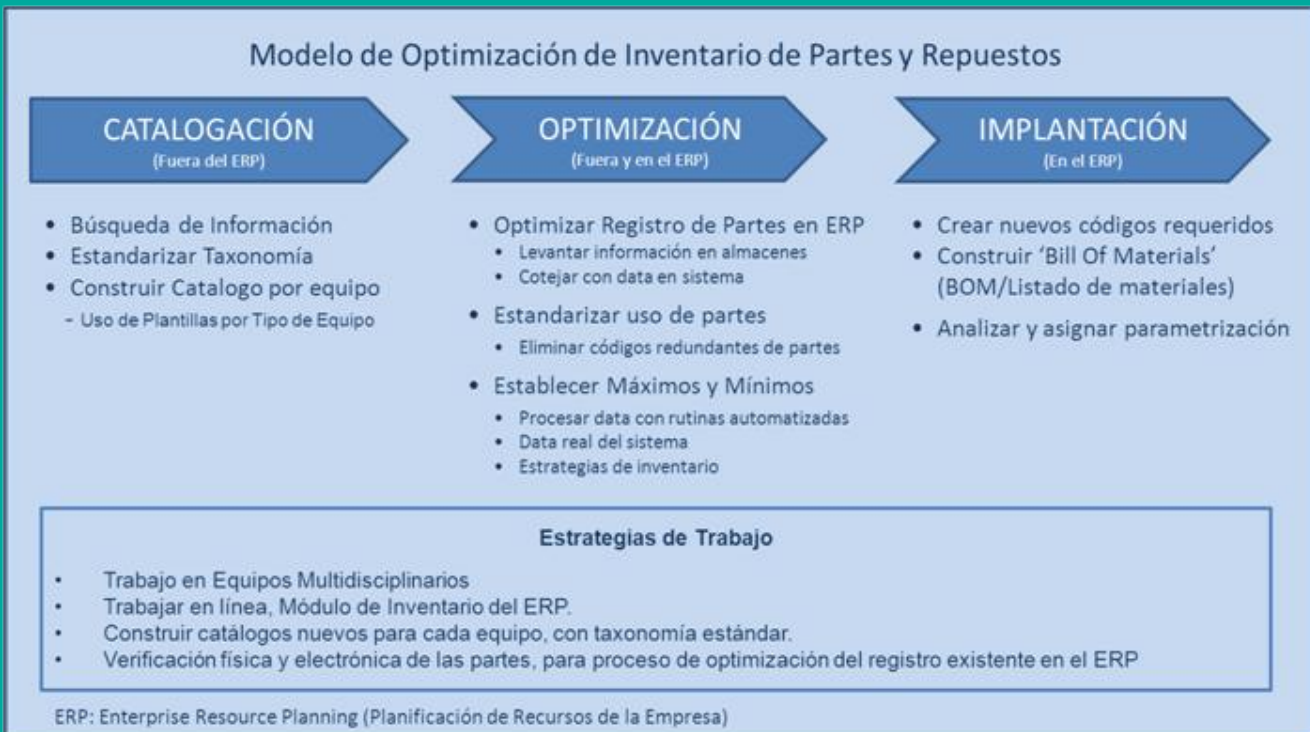 Modelo de Optimización de Inventario de Partes y Repuestos
CATALOGACIÓN
(Fuera del ERP)
• Búsqueda de Información
• Estandarizar Taxonomía
• Construir Catalogo por equipo
– Uso de Plantillas por Tipo de Equipo
OPTIMIZACIÓN
(Fuera y en el ERP)
• Optimizar Registro de Partes en ERP
• Levantar información en almacenes
• Cotejar con data en sistema
• Estandarizar uso de partes
• Eliminar códigos redundantes de partes
• Establecer Máximos y Mínimos
• Procesar data con rutinas automatizadas
• Data real del sistema
• Estrategias de inventario
IMPLANTACIÓN
(En el ERP)
• Crear nuevos códigos requeridos
• Construir ‘Bill Of Materials’
(BOM/Listado de materiales)
• Analizar y asignar parametrización
Estrategias de Trabajo
• Trabajo en Equipos Multidisciplinarios
• Trabajar en línea, Módulo de Inventario del ERP.
• Construir catálogos nuevos para cada equipo, con taxonomía estándar.
• Verificación física y electrónica de las partes, para proceso de optimización del registro existente en el ERP
ERP: Enterprise Resource Planning (Planificación de Recursos de la Empresa)